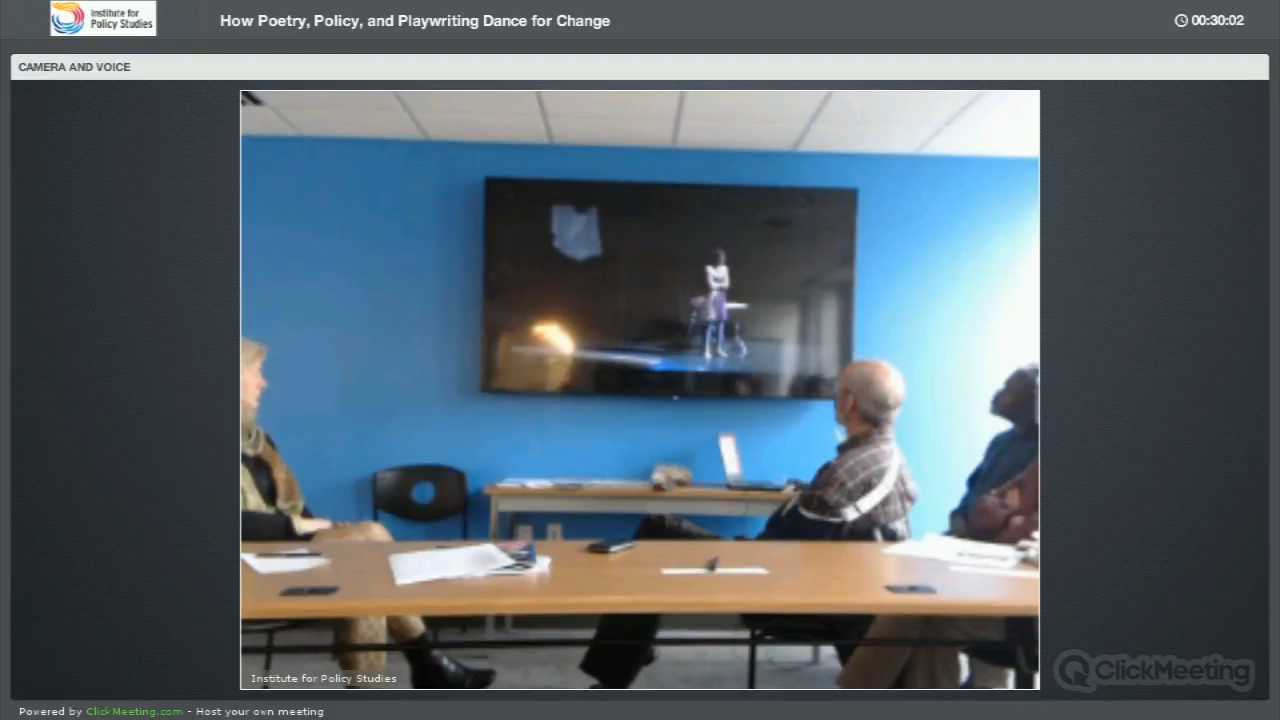 Institute for
Policy Studies
How Poetry, Policy, and Playwriting Dance for Change
00:30:02
CAMERA AND VOICE
Institute for Policy Studies
ClickMeeting
Powered by ClickMeeting.com - Host your own meeting